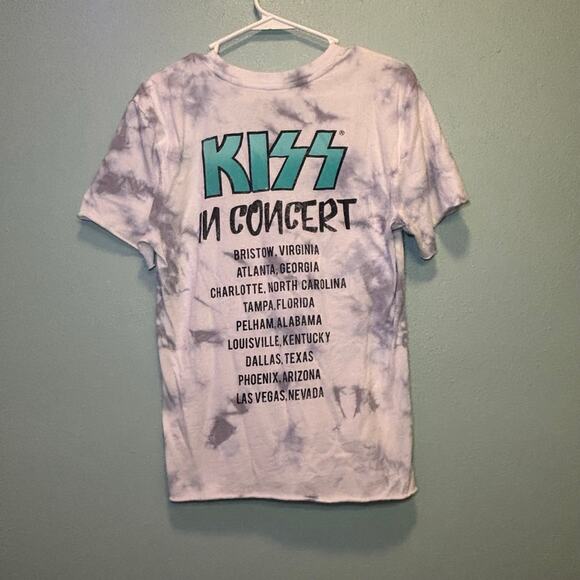 KISS®
IN CONCERT
BRISTOW, VIRGINIA
ATLANTA, GEORGIA
CHARLOTTE, NORTH CAROLINA
TAMPA, FLORIDA
PELHAM, ALABAMA
LOUISVILLE, KENTUCKY
DALLAS, TEXAS
PHOENIX, ARIZONA
LAS VEGAS, NEVADA